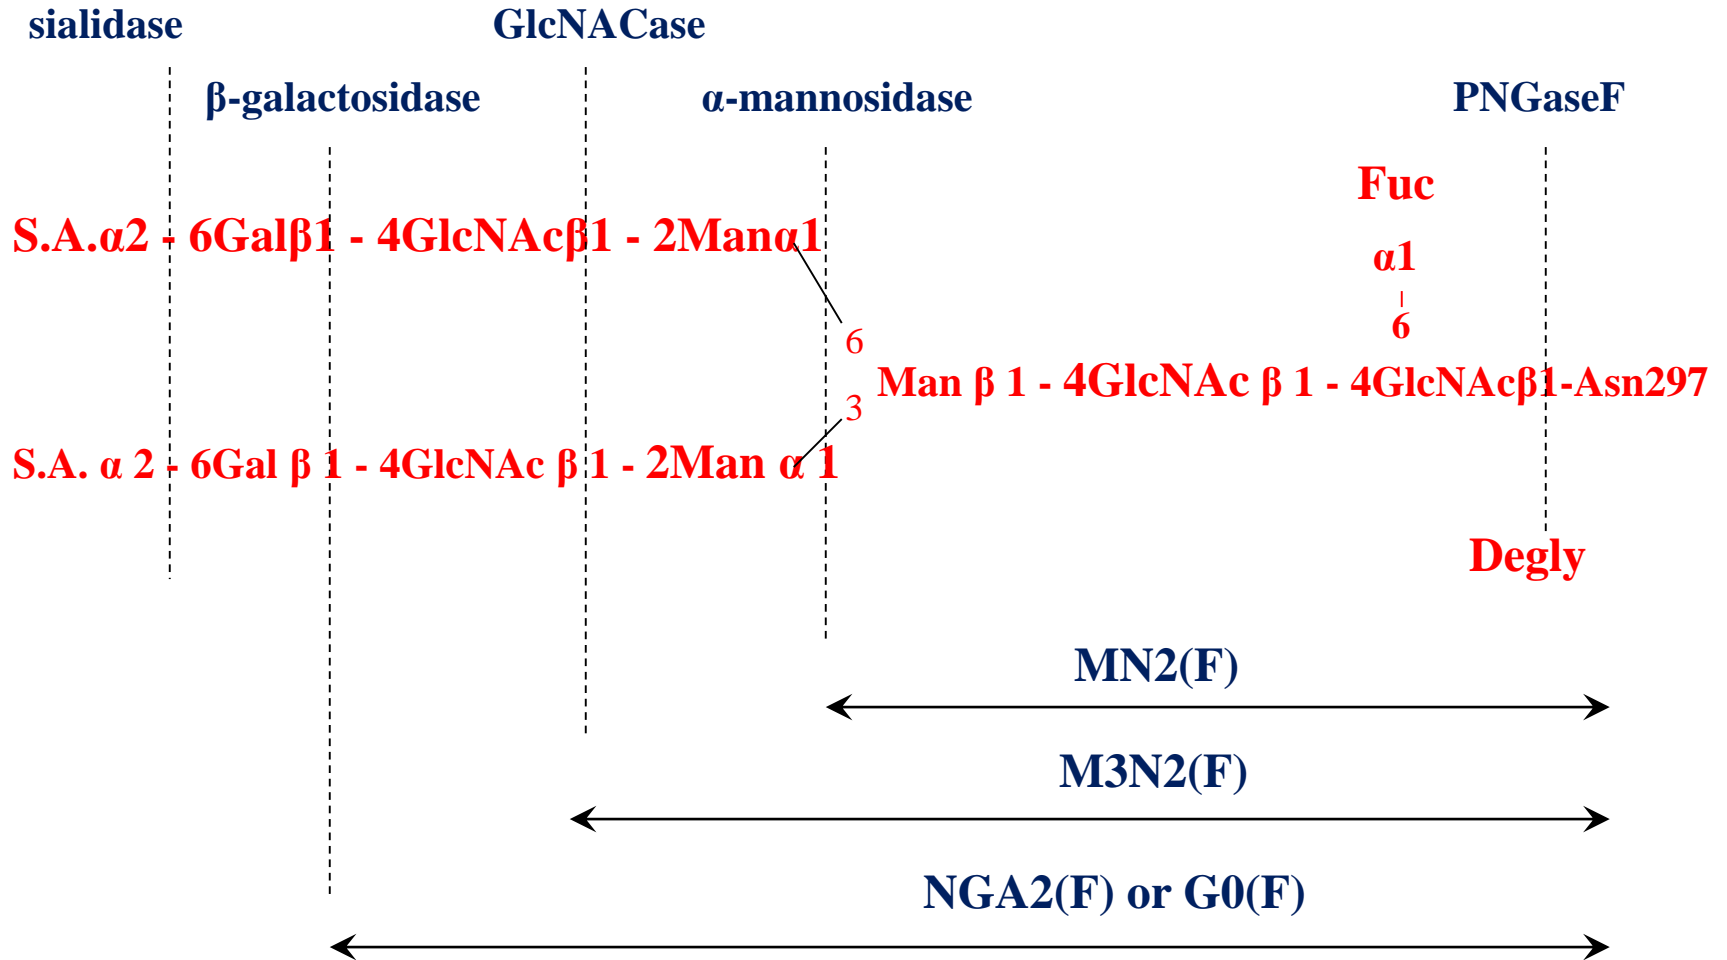 sialidase GlcNACase
β-galactosidase α-mannosidase PNGaseF
Fuc
S.A.α2 - 6Galβ1 - 4GlcNAcβ1 - 2Manα1
α1
6
6
Man β 1 - 4GlcNAc β 1 - 4GlcNAcβ1-Asn297
3
S.A. α 2 - 6Gal β 1 - 4GlcNAc β 1 - 2Man α 1
Degly
MN2(F)
M3N2(F)
NGA2(F) or G0(F)